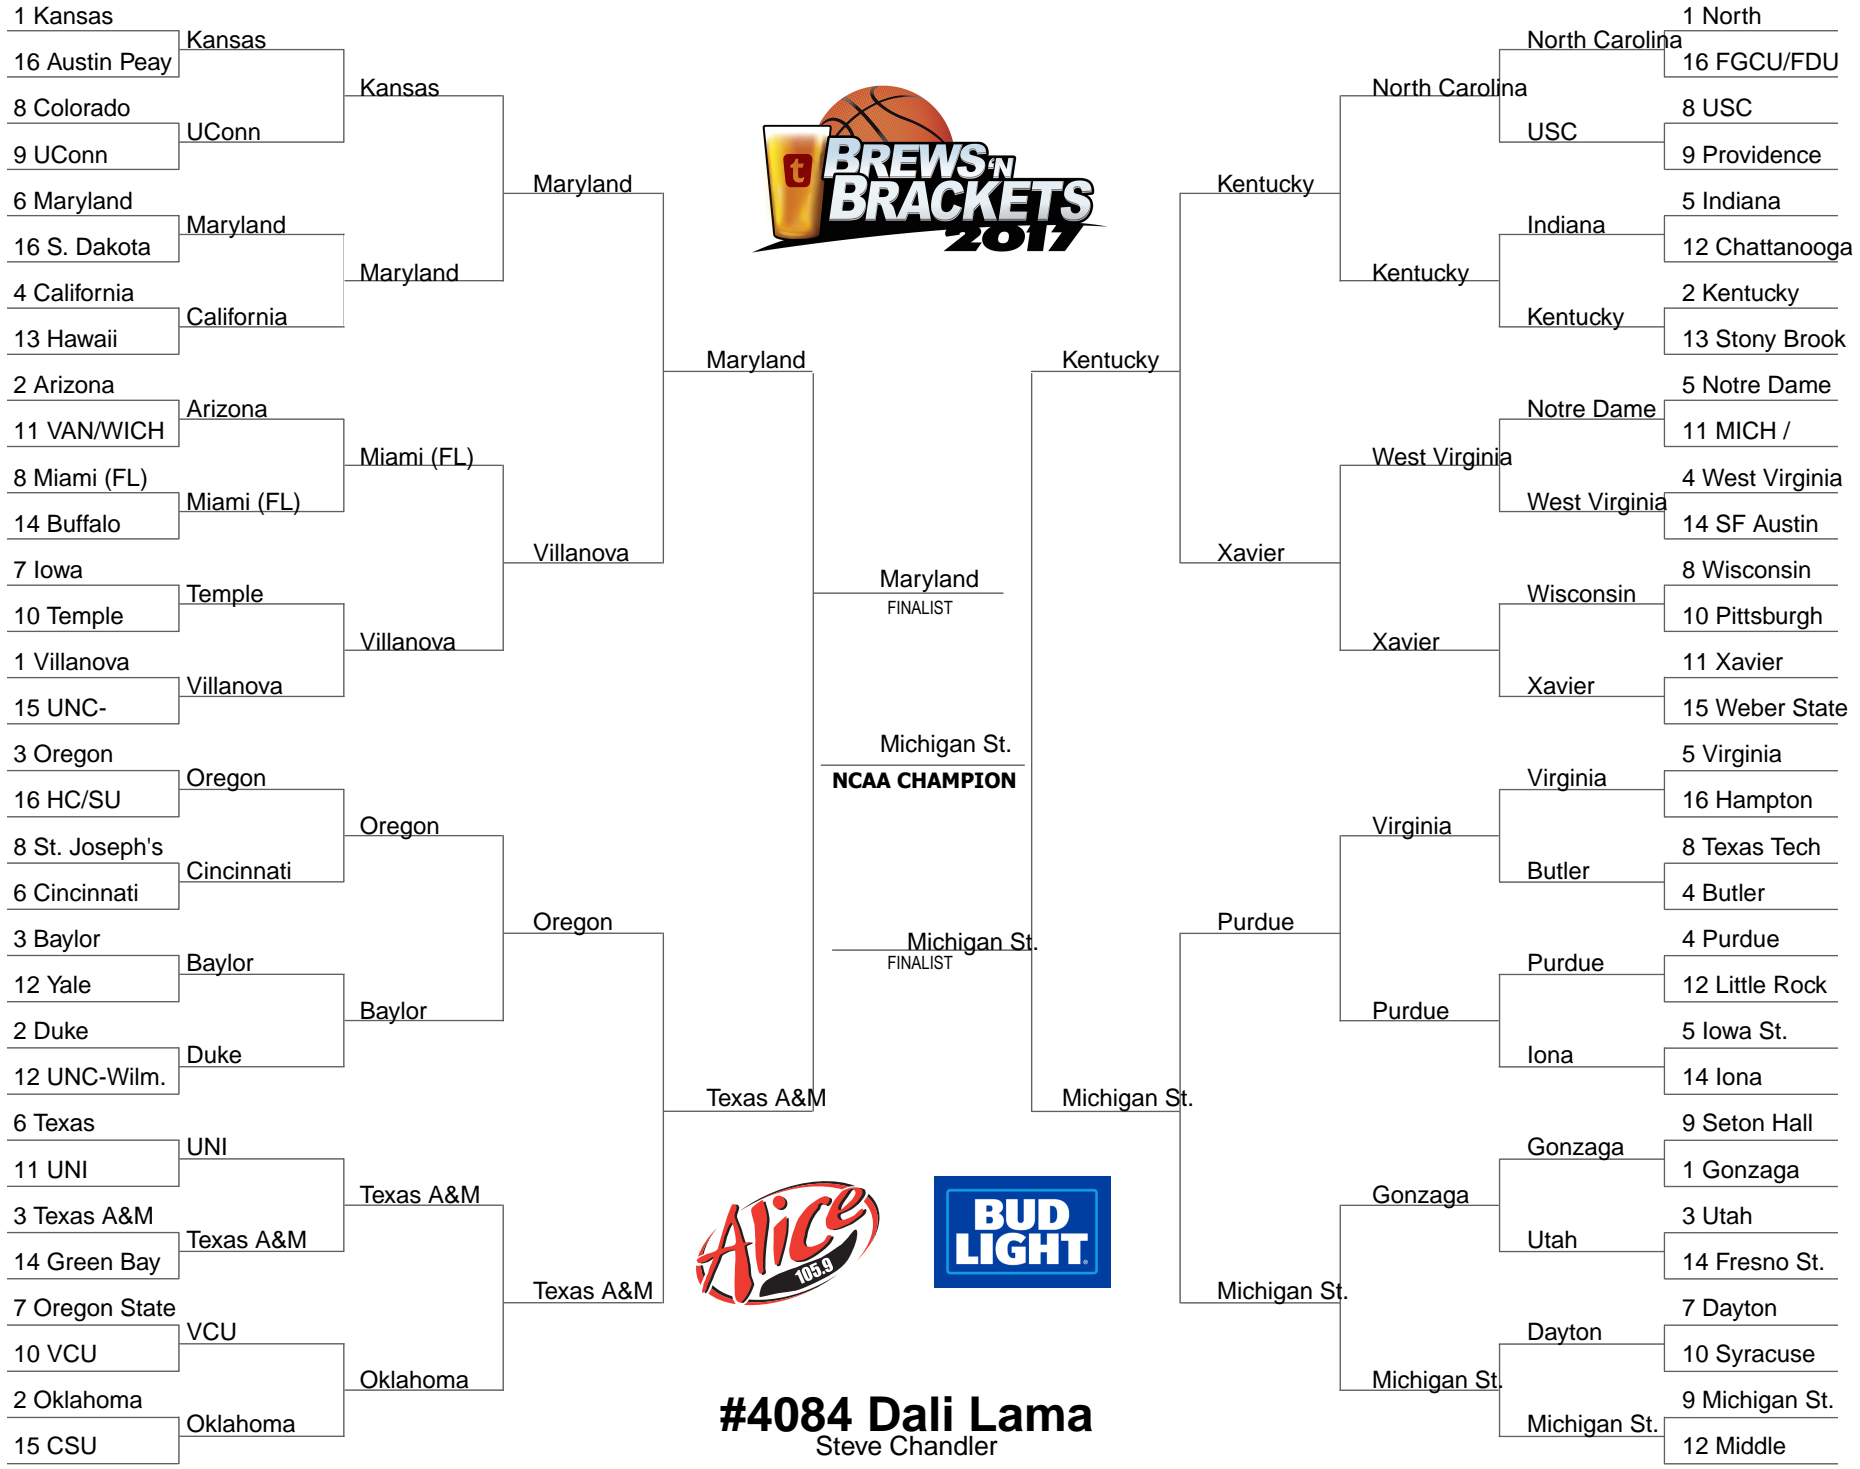 1 Kansas
16 Austin Peay
8 Colorado
9 UConn
6 Maryland
16 S. Dakota
4 California
13 Hawaii
2 Arizona
11 VAN/WICH
8 Miami (FL)
14 Buffalo
7 Iowa
10 Temple
1 Villanova
15 UNC-
3 Oregon
16 HC/SU
8 St. Joseph's
6 Cincinnati
3 Baylor
12 Yale
2 Duke
12 UNC-Wilm.
6 Texas
11 UNI
3 Texas A&M
14 Green Bay
7 Oregon State
10 VCU
2 Oklahoma
15 CSU
Kansas
UConn
Maryland
California
Arizona
Miami (FL)
Temple
Villanova
Oregon
Cincinnati
Baylor
Duke
UNI
Texas A&M
VCU
Oklahoma
Kansas
Maryland
Miami (FL)
Villanova
Oregon
Baylor
Texas A&M
Oklahoma
Maryland
Villanova
Oregon
Texas A&M
Maryland
Texas A&M
BREWS 'N
BRACKETS
2017
t
Maryland
FINALIST
Michigan St.
NCAA CHAMPION
Michigan St.
FINALIST
Alice
105.9
BUD
LIGHT
#4084 Dali Lama
Steve Chandler
Kentucky
Michigan St.
Kentucky
Xavier
Purdue
Michigan St.
North Carolina
Kentucky
West Virginia
Xavier
Virginia
Purdue
Gonzaga
Michigan St.
North Carolina
USC
Indiana
Kentucky
Notre Dame
West Virginia
Wisconsin
Xavier
Virginia
Butler
Purdue
Iona
Gonzaga
Utah
Dayton
Michigan St.
1 North
16 FGCU/FDU
8 USC
9 Providence
5 Indiana
12 Chattanooga
2 Kentucky
13 Stony Brook
5 Notre Dame
11 MICH /
4 West Virginia
14 SF Austin
8 Wisconsin
10 Pittsburgh
11 Xavier
15 Weber State
5 Virginia
16 Hampton
8 Texas Tech
4 Butler
4 Purdue
12 Little Rock
5 Iowa St.
14 Iona
9 Seton Hall
1 Gonzaga
3 Utah
14 Fresno St.
7 Dayton
10 Syracuse
9 Michigan St.
12 Middle